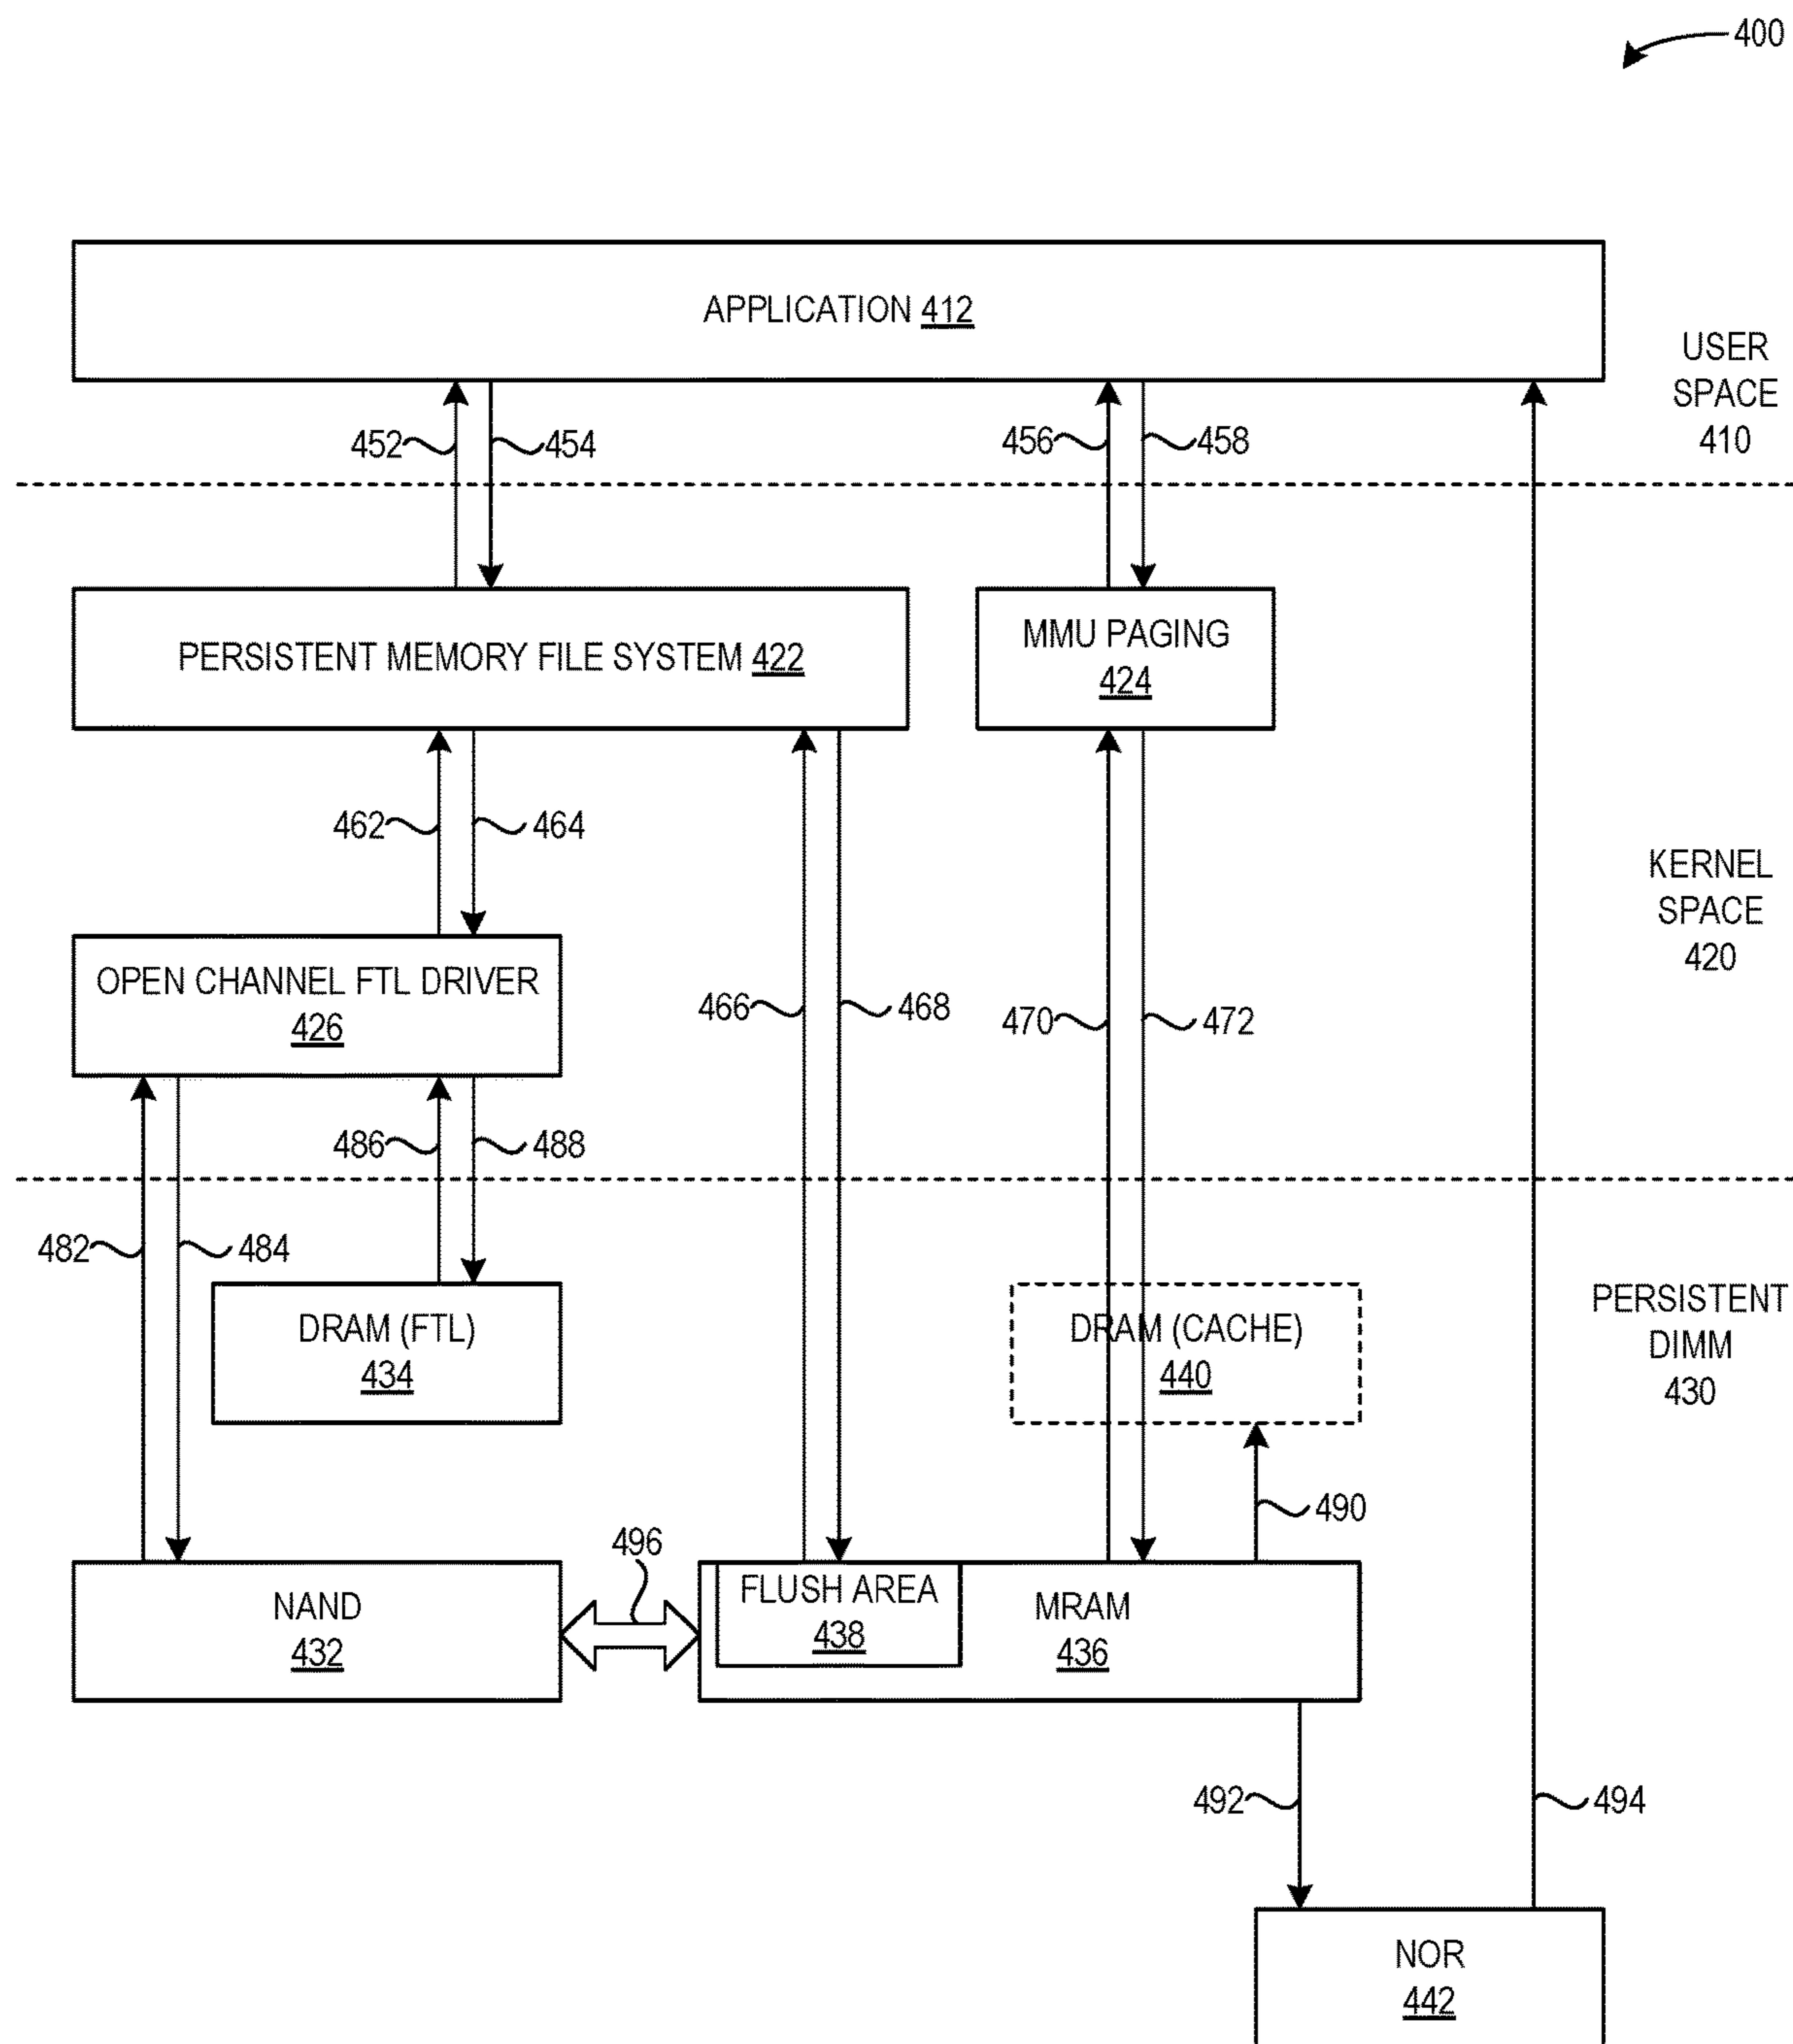 400
APPLICATION 412
USER
SPACE
410
452
454
456
458
PERSISTENT MEMORY FILE SYSTEM 422
MMU PAGING
424
462
464
KERNEL
SPACE
420
OPEN CHANNEL FTL DRIVER
426
466
468
470
472
486
488
482
484
DRAM (FTL)
434
DRAM (CACHE)
440
PERSISTENT
DIMM
430
490
496
NAND
432
FLUSH AREA
438
MRAM
436
492
494
NOR
442